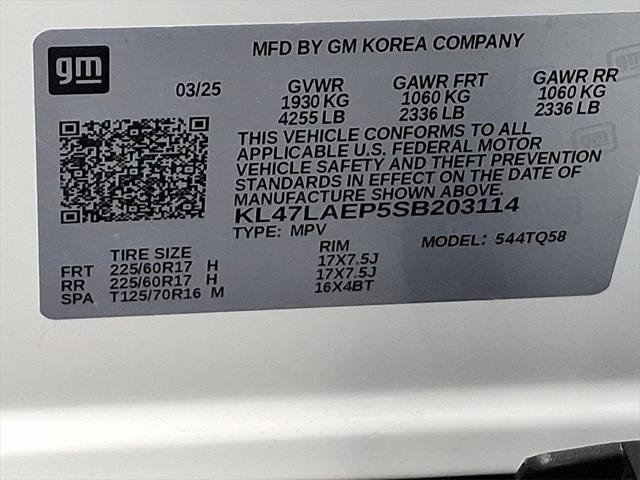 gm
MFD BY GM KOREA COMPANY
03/25
GVWR
1930 KG
4255 LB
GAWR FRT
1060 KG
2336 LB
GAWR RR
1060 KG
2336 LB
THIS VEHICLE CONFORMS TO ALL
APPLICABLE U.S. FEDERAL MOTOR
VEHICLE SAFETY AND THEFT PREVENTION
STANDARDS IN EFFECT ON THE DATE OF
MANUFACTURE SHOWN ABOVE.
KL47LAEP5SB203114
TYPE: MPV
MODEL: 544TQ58
TIRE SIZE
RIM
FRT 225/60R17 H 17X7.5J
RR 225/60R17 H 17X7.5J
SPA T125/70R16 M 16X4BT